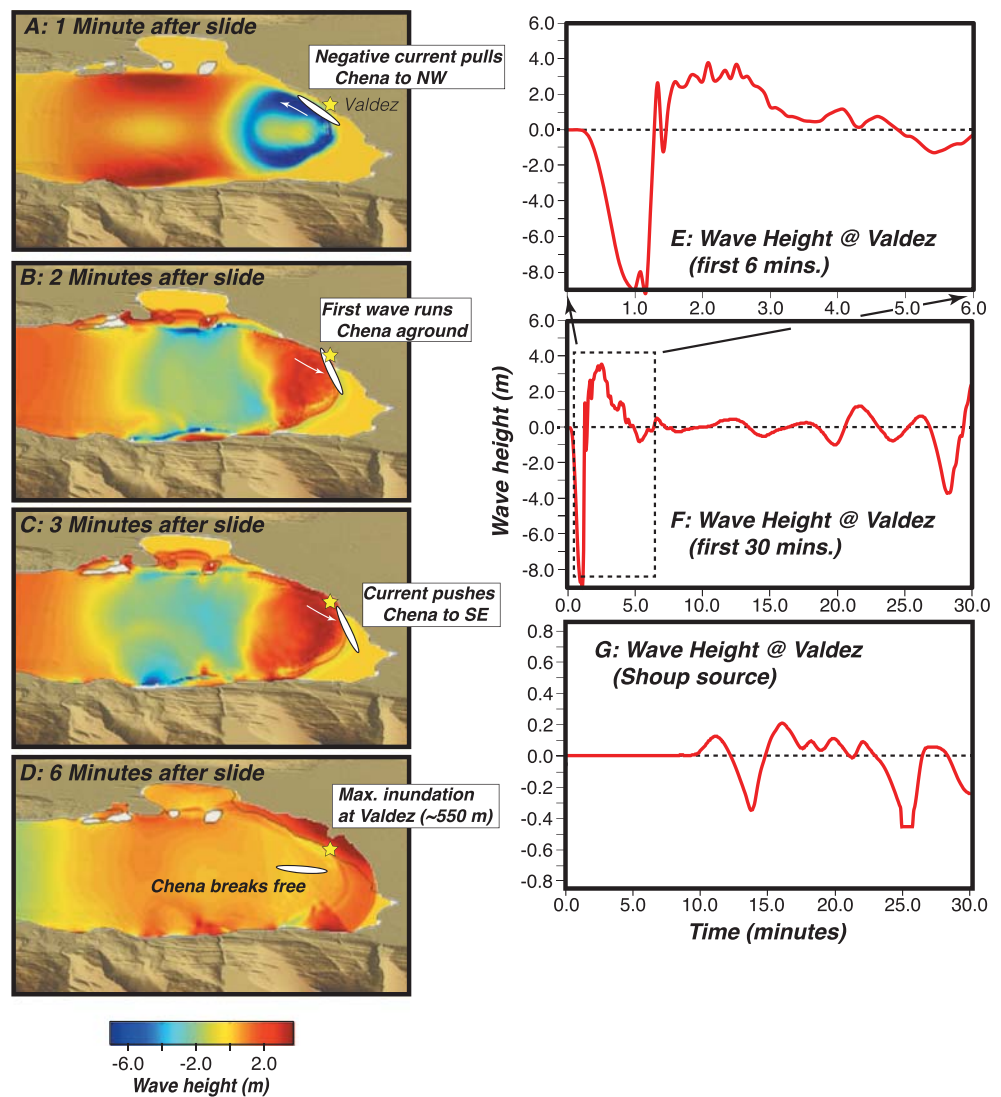 A: 1 Minute after slide
Negative current pulls
Chena to NW
Valdez
B: 2 Minutes after slide
First wave runs
Chena aground
C: 3 Minutes after slide
Current pushes
Chena to SE
D: 6 Minutes after slide
Max. inundation
at Valdez (~550 m)
Chena breaks free
-6.0 -2.0 2.0
Wave height (m)
6.0
4.0
2.0
0.0
-2.0
-4.0
-6.0
-8.0
E: Wave Height @ Valdez
(first 6 mins.)
1.0 2.0 3.0 4.0 5.0 6.0
Wave height (m)
6.0
4.0
2.0
0.0
-2.0
-4.0
-6.0
-8.0
F: Wave Height @ Valdez
(first 30 mins.)
0.0 5.0 10.0 15.0 20.0 25.0 30.0
0.8
0.6
0.4
0.2
0.0
-0.2
-0.4
-0.6
-0.8
G: Wave Height @ Valdez
(Shoup source)
0.0 5.0 10.0 15.0 20.0 25.0 30.0
Time (minutes)